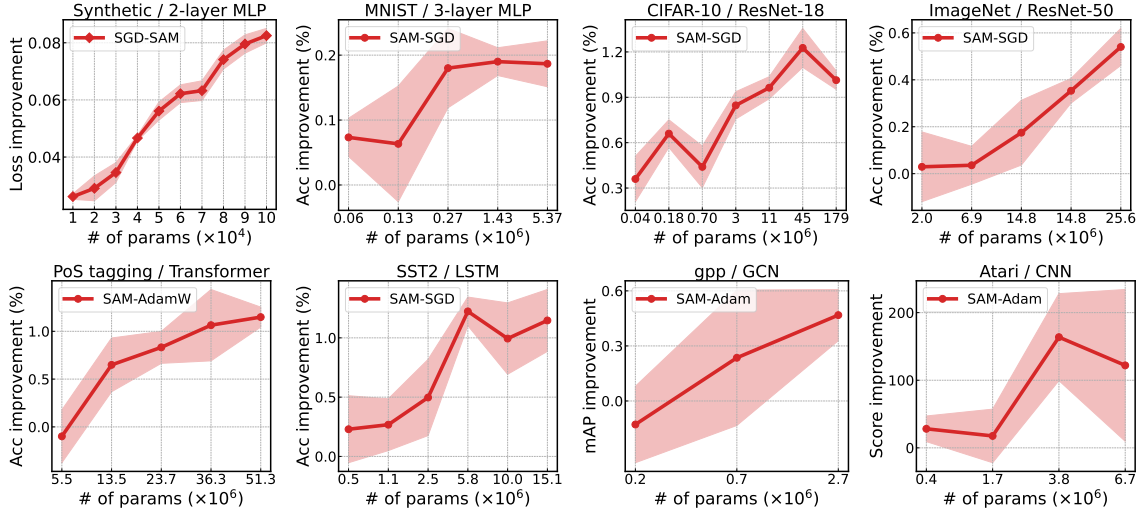 Synthetic / 2-layer MLP
Loss improvement
SGD-SAM
0.08
0.06
0.04
1 2 3 4 5 6 7 8 9 10
# of params (×10⁴)
MNIST / 3-layer MLP
Acc improvement (%)
SAM-SGD
0.2
0.1
0.0
0.06 0.13 0.27 1.43 5.37
# of params (×10⁶)
CIFAR-10 / ResNet-18
Acc improvement (%)
SAM-SGD
1.2
0.9
0.6
0.3
0.04 0.18 0.70 3 11 45 179
# of params (×10⁶)
ImageNet / ResNet-50
Acc improvement (%)
SAM-SGD
0.6
0.4
0.2
0.0
2.0 6.9 14.8 14.8 25.6
# of params (×10⁶)
PoS tagging / Transformer
Acc improvement (%)
SAM-AdamW
1.0
0.5
0.0
5.5 13.5 23.7 36.3 51.3
# of params (×10⁶)
SST2 / LSTM
Acc improvement (%)
SAM-SGD
1.0
0.5
0.0
0.5 1.1 2.5 5.8 10.0 15.1
# of params (×10⁶)
gpp / GCN
mAP improvement
SAM-Adam
0.6
0.3
0.0
0.2 0.7 2.7
# of params (×10⁶)
Atari / CNN
Score improvement
SAM-Adam
200
100
0
0.4 1.7 3.8 6.7
# of params (×10⁶)